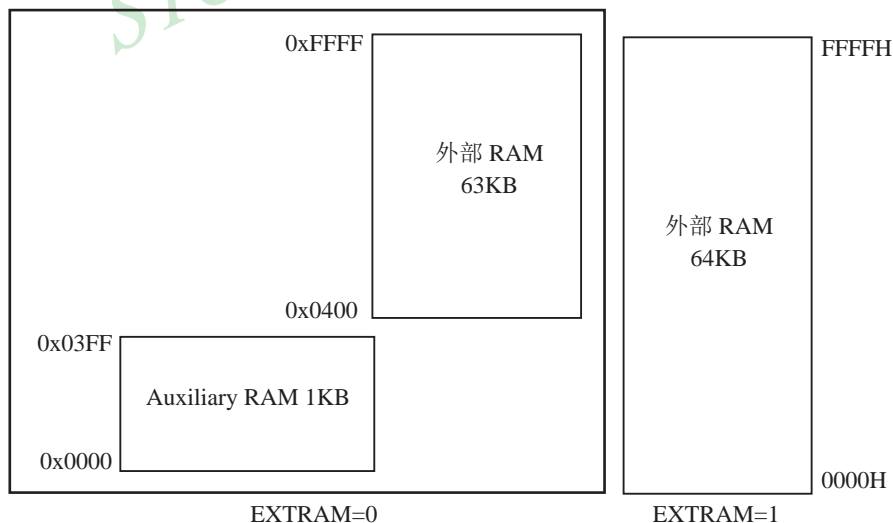 0xFFFF
外部 RAM
63KB
0x0400
0x03FF
Auxiliary RAM 1KB
0x0000
EXTRAM=0
FFFFH
外部 RAM
64KB
0000H
EXTRAM=1